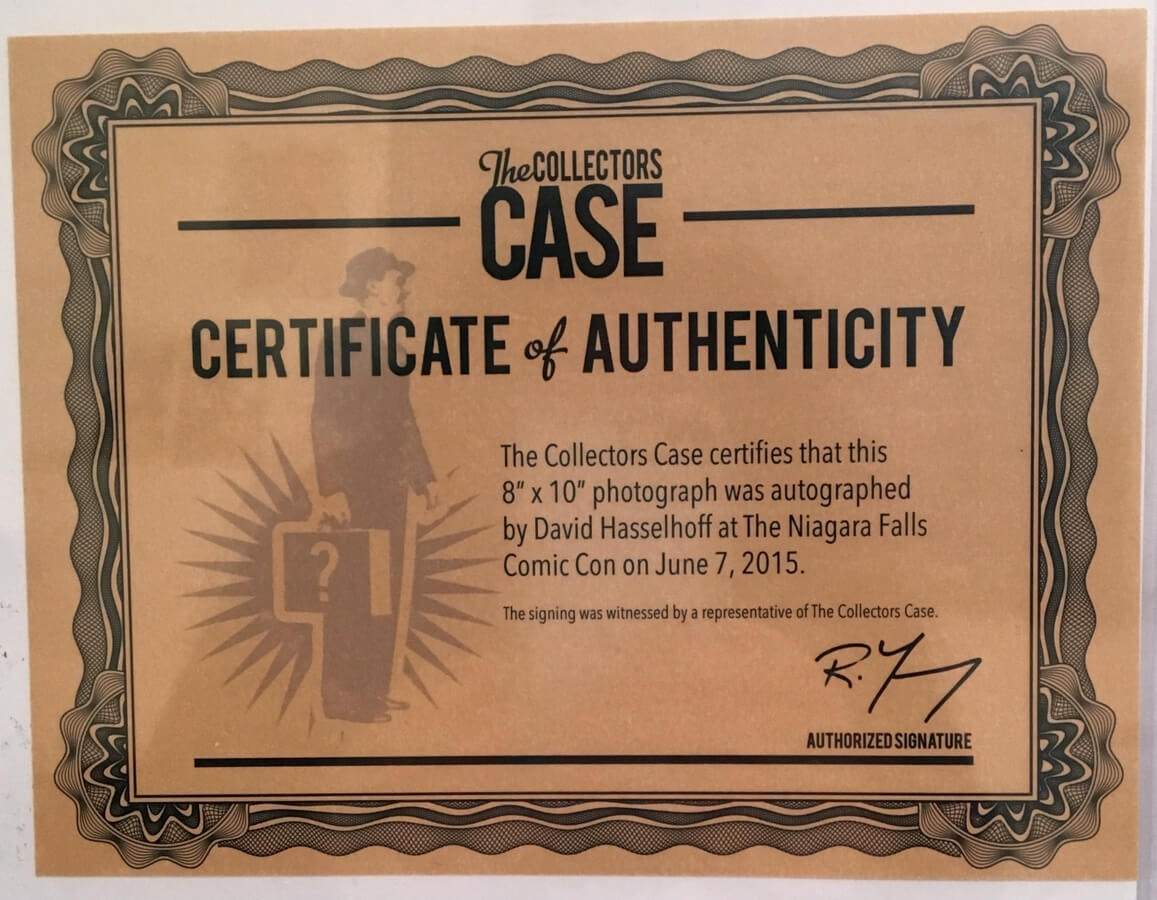 The COLLECTORS
CASE
CERTIFICATE of AUTHENTICITY
The Collectors Case certifies that this
8" x 10" photograph was autographed
by David Hasselhoff at The Niagara Falls
Comic Con on June 7, 2015.
?
The signing was witnessed by a representative of The Collectors Case.
R.
AUTHORIZED SIGNATURE